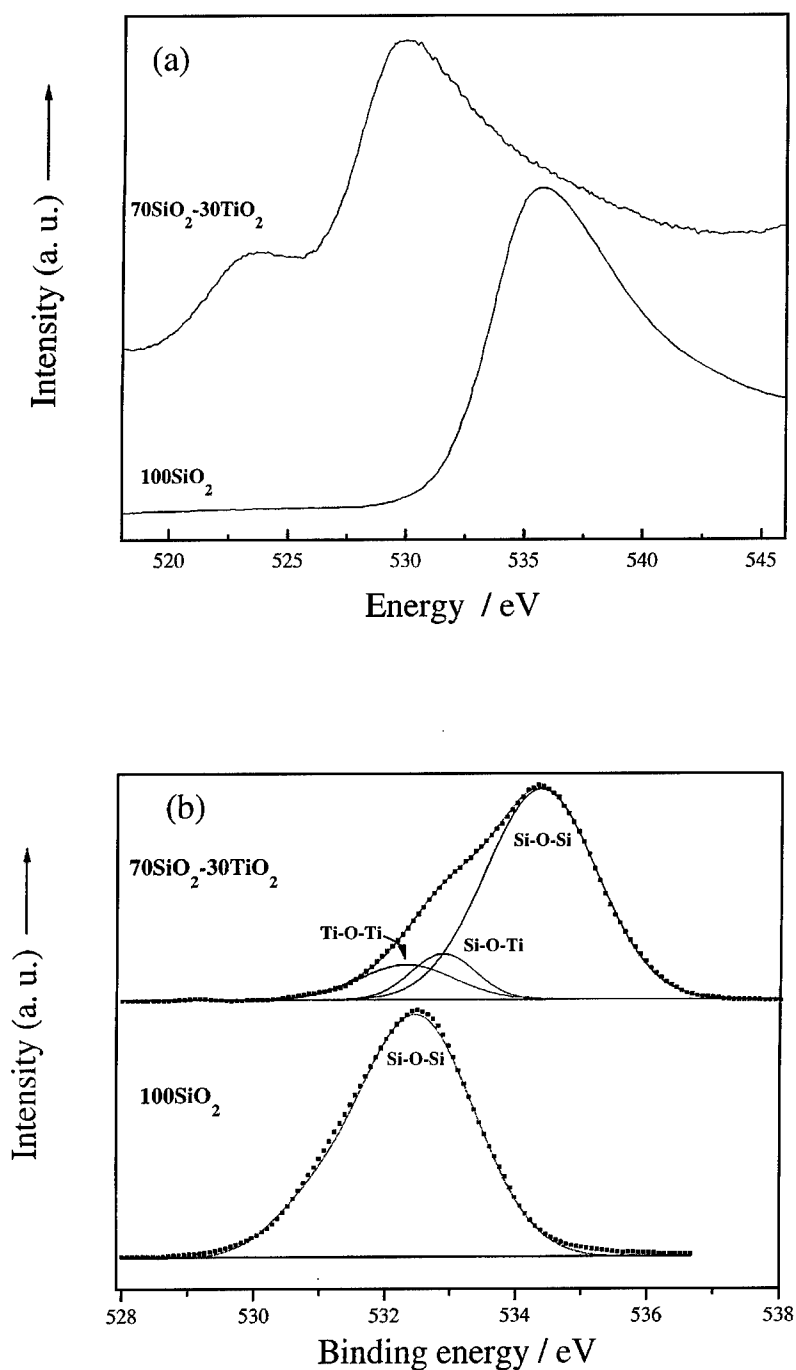 (a)
70SiO2-30TiO2
100SiO2
Intensity (a. u.)
520 525 530 535 540 545
Energy / eV
(b)
70SiO2-30TiO2
Si-O-Si
Ti-O-Ti
Si-O-Ti
Si-O-Si
100SiO2
Intensity (a. u.)
528 530 532 534 536 538
Binding energy / eV